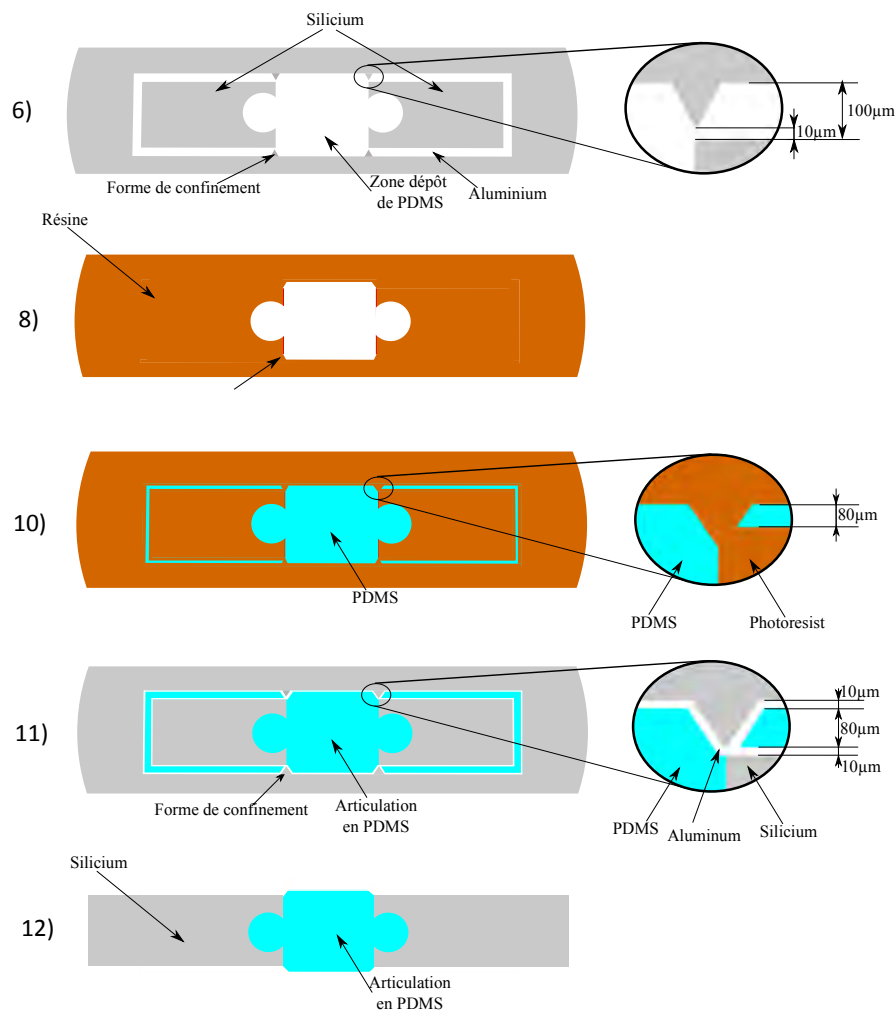 Silicium
6)
100µm
10µm
Forme de confinement
Zone dépôt
de PDMS
Aluminium
Résine
8)
10)
80µm
PDMS
PDMS
Photoresist
11)
10µm
80µm
10µm
Forme de confinement
Articulation
en PDMS
PDMS
Aluminum
Silicium
Silicium
12)
Articulation
en PDMS